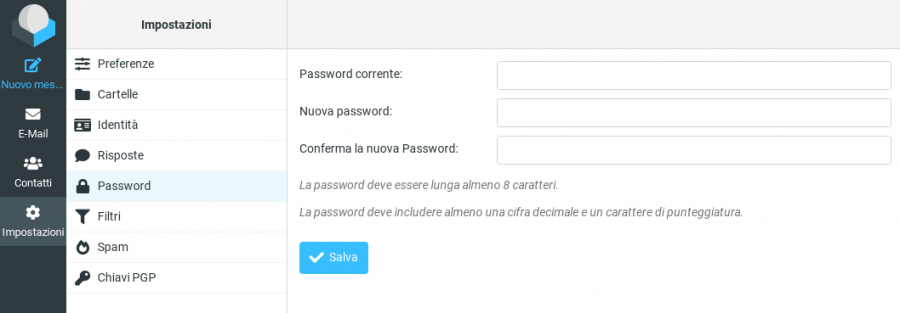 Nuovo mes...
E-Mail
Contatti
Impostazioni
Impostazioni
Preferenze
Cartelle
Identità
Risposte
Password
Filtri
Spam
Chiavi PGP
Password corrente:
Nuova password:
Conferma la nuova Password:
La password deve essere lunga almeno 8 caratteri.
La password deve includere almeno una cifra decimale e un carattere di punteggiatura.
Salva